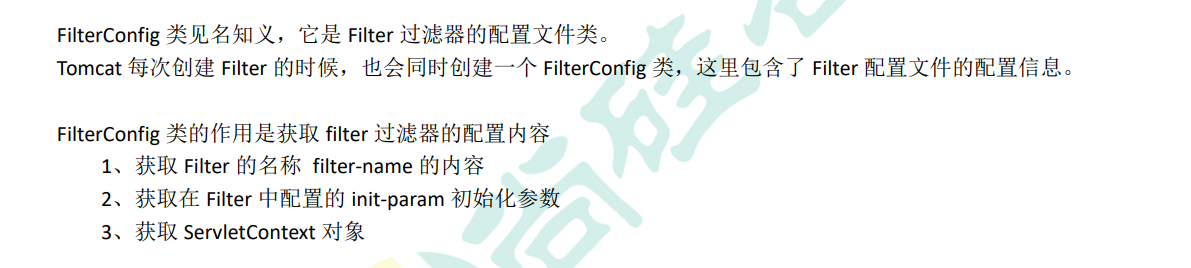 FilterConfig 类见名知义，它是 Filter 过滤器的配置文件类。
Tomcat 每次创建 Filter 的时候，也会同时创建一个 FilterConfig 类，这里包含了 Filter 配置文件的配置信息。
FilterConfig 类的作用是获取 filter 过滤器的配置内容
1、获取 Filter 的名称 filter-name 的内容
2、获取在 Filter 中配置的 init-param 初始化参数
3、获取 ServletContext 对象
尚硅